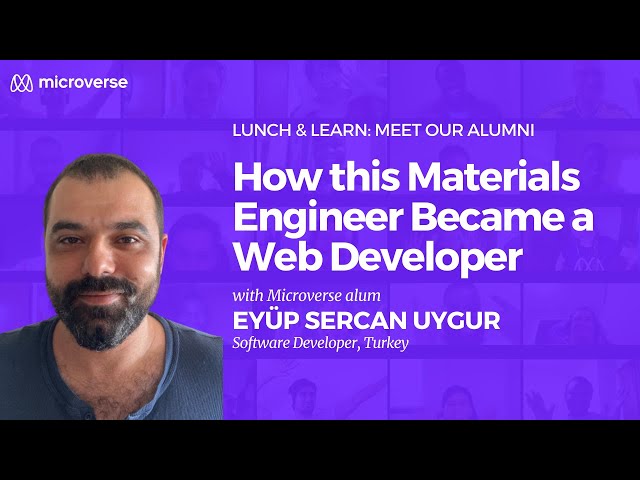 microverse
LUNCH & LEARN: MEET OUR ALUMNI
How this Materials
Engineer Became a
Web Developer
with Microverse alum
EYÜP SERCAN UYGUR
Software Developer, Turkey